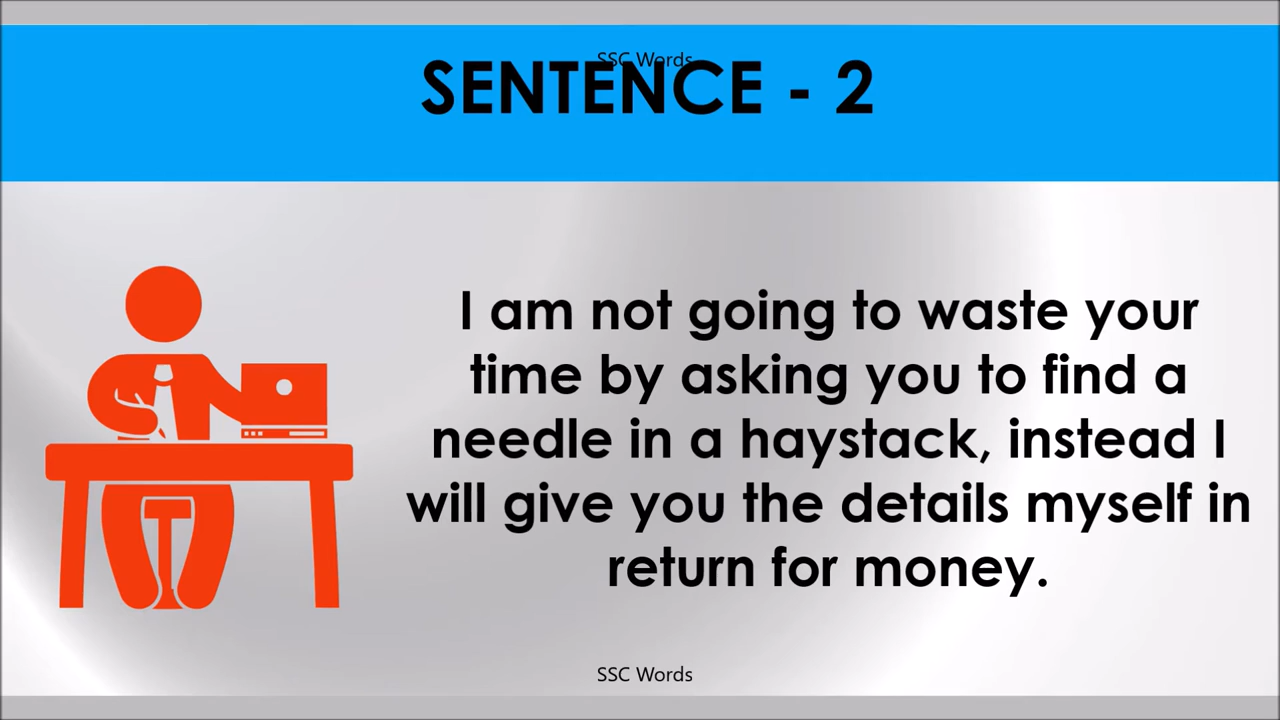 SSC Words
SENTENCE - 2
I am not going to waste your
time by asking you to find a
needle in a haystack, instead I
will give you the details myself in
return for money.
SSC Words